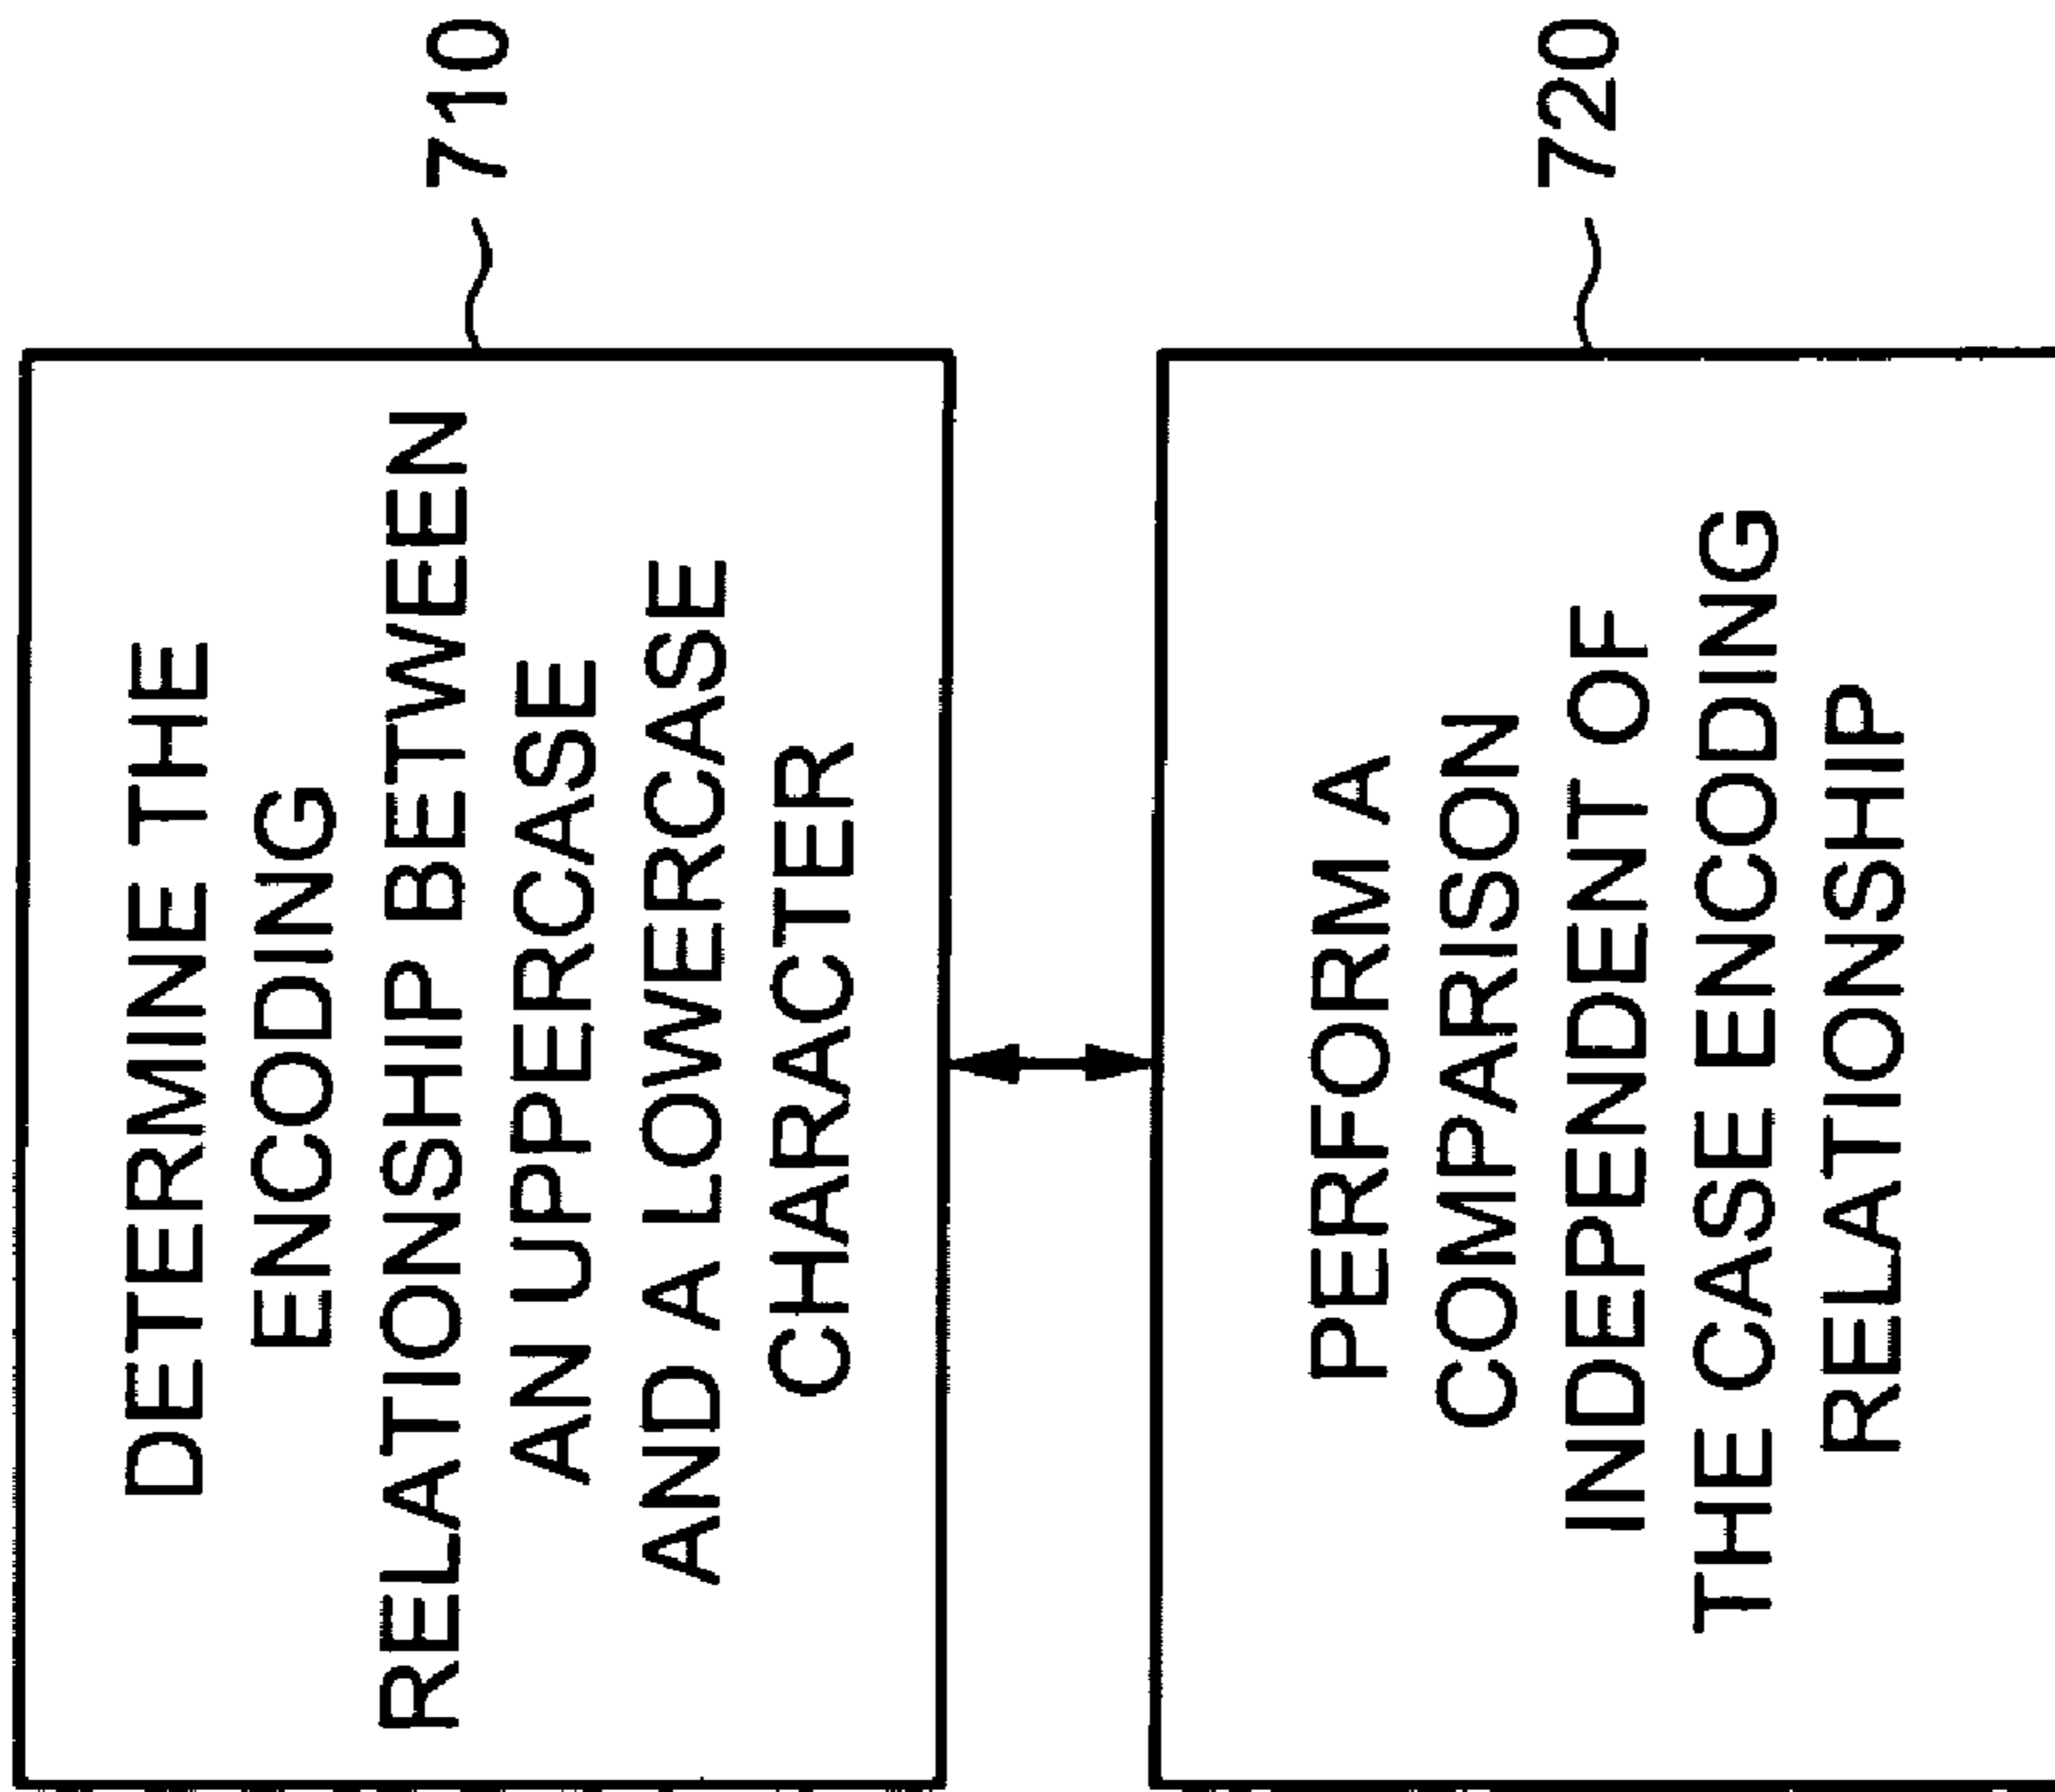 DETERMINE THE
ENCODING
RELATIONSHIP BETWEEN
AN UPPERCASE
AND A LOWERCASE
CHARACTER
710
PERFORM A
COMPARISON
INDEPENDENT OF
THE CASE ENCODING
RELATIONSHIP
720